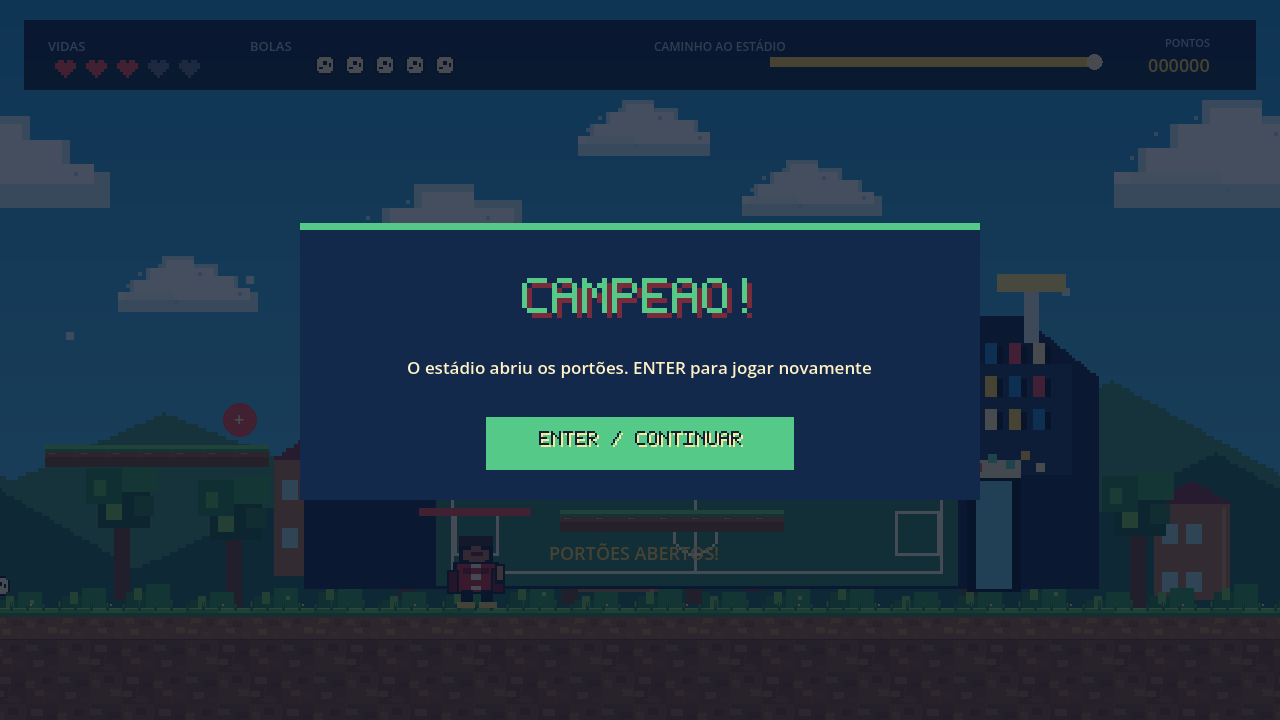 VIDAS
BOLAS
CAMINHO AO ESTÁDIO
PONTOS
000000
CAMPEAO!
O estádio abriu os portões. ENTER para jogar novamente
ENTER / CONTINUAR
+
PORTÕES ABERTOS!